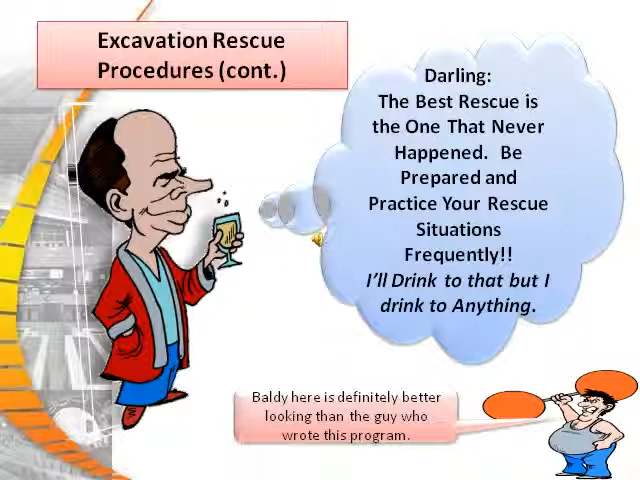 Excavation Rescue
Procedures (cont.)
Darling:
The Best Rescue is
the One That Never
Happened.  Be
Prepared and
Practice Your Rescue
Situations
Frequently!!
I'll Drink to that but I
drink to Anything.
Baldy here is definitely better
looking than the guy who
wrote this program.